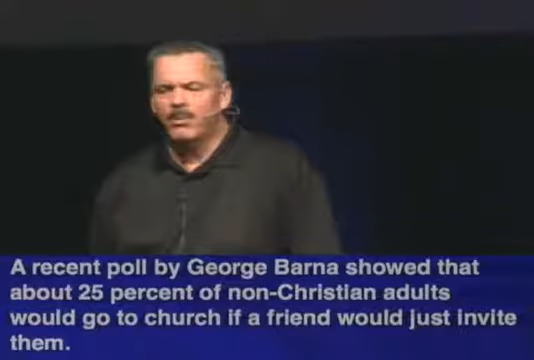 A recent poll by George Barna showed that
about 25 percent of non-Christian adults
would go to church if a friend would just invite
them.